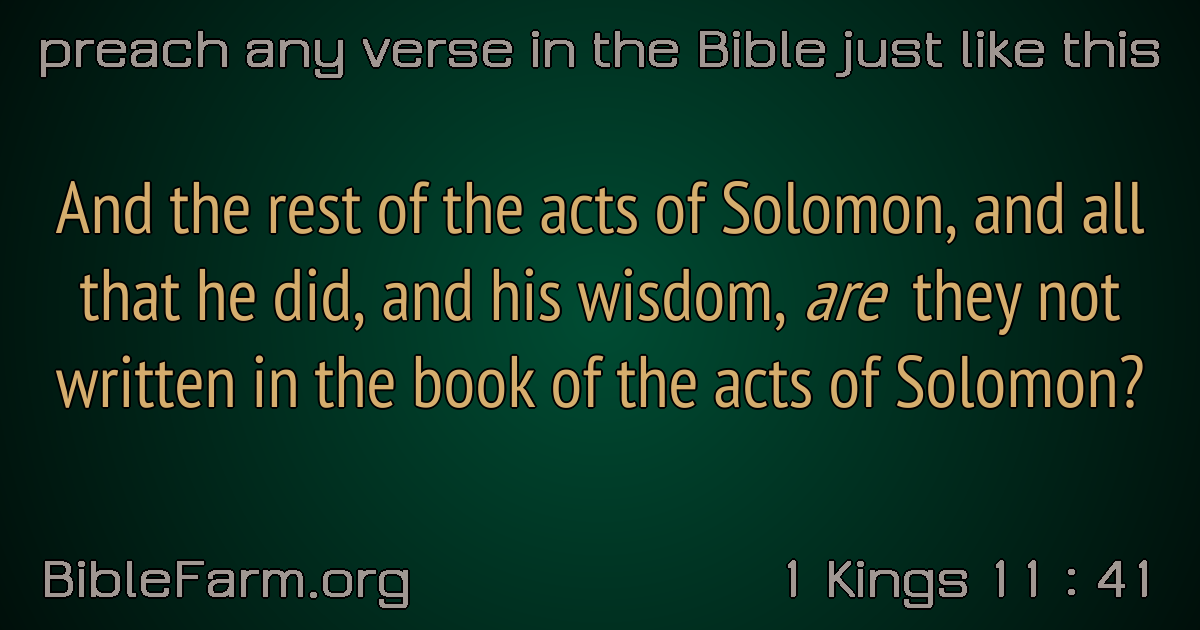 preach any verse in the Bible just like this
And the rest of the acts of Solomon, and all
that he did, and his wisdom, are they not
written in the book of the acts of Solomon?
BibleFarm.org
1 Kings 11 : 41